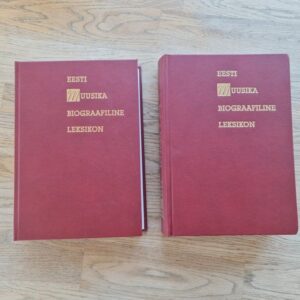 EESTI
MUUSIKA
BIOGRAAFILINE
LEKSIKON
EESTI
MUUSIKA
BIOGRAAFILINE
LEKSIKON